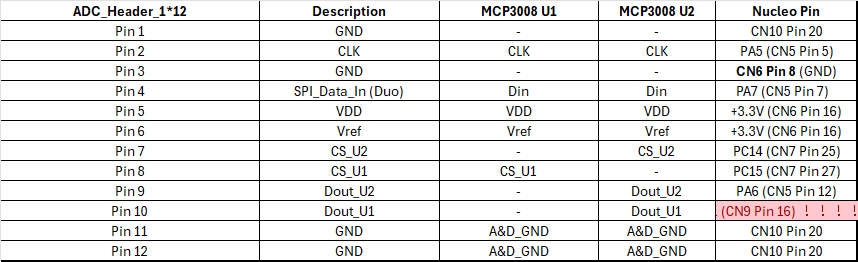 ADC_Header_1*12 Description MCP3008 U1 MCP3008 U2 Nucleo Pin
Pin 1 GND - - CN10 Pin 20
Pin 2 CLK CLK CLK PA5 (CN5 Pin 5)
Pin 3 GND - - CN6 Pin 8 (GND)
Pin 4 SPI_Data_In (Duo) Din Din PA7 (CN5 Pin 7)
Pin 5 VDD VDD VDD +3.3V (CN6 Pin 16)
Pin 6 Vref Vref Vref +3.3V (CN6 Pin 16)
Pin 7 CS_U2 - CS_U2 PC14 (CN7 Pin 25)
Pin 8 CS_U1 CS_U1 - PC15 (CN7 Pin 27)
Pin 9 Dout_U2 - Dout_U2 PA6 (CN5 Pin 12)
Pin 10 Dout_U1 - Dout_U1 (CN9 Pin 16) ! ! ! !
Pin 11 GND A&D_GND A&D_GND CN10 Pin 20
Pin 12 GND A&D_GND A&D_GND CN10 Pin 20